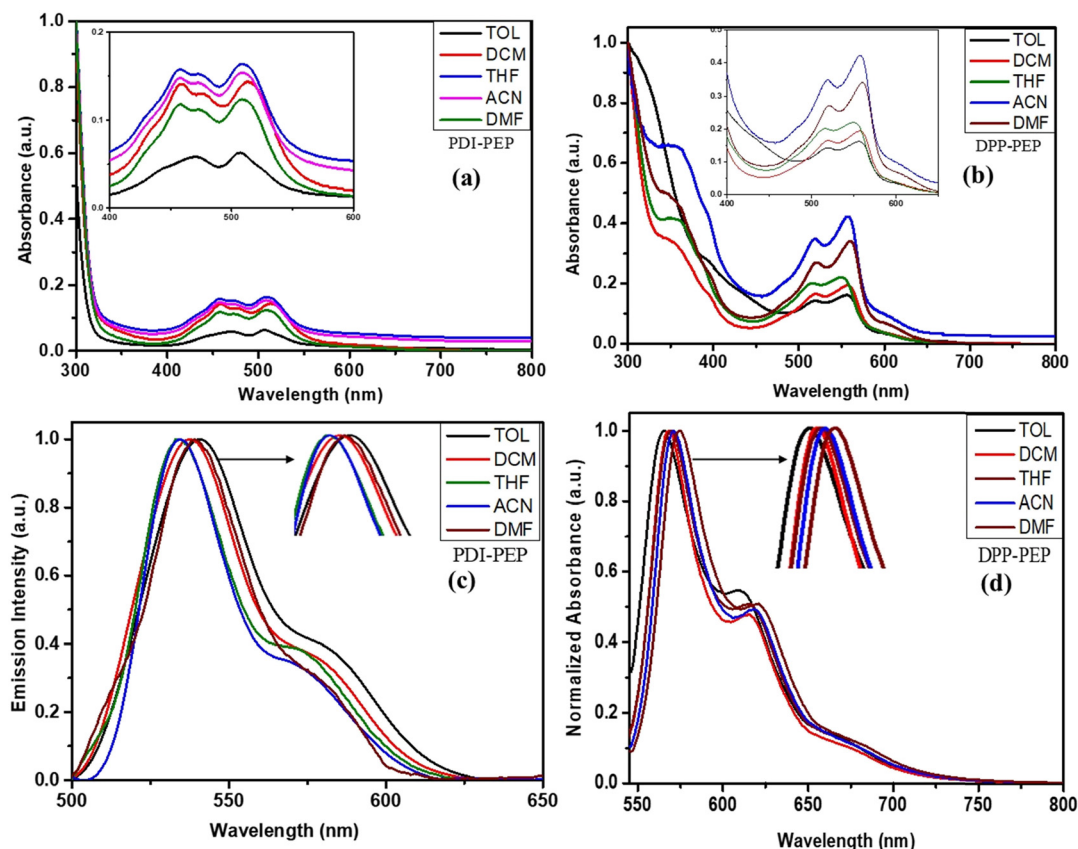 1.0
0.8
0.6
0.4
0.2
0.0
Absorbance (a.u.)
0.2
0.1
0.0
400
500
600
TOL
DCM
THF
ACN
DMF
PDI-PEP
(a)
300
400
500
600
700
800
Wavelength (nm)
1.0
0.8
0.6
0.4
0.2
0.0
Absorbance (a.u.)
0.5
0.4
0.3
0.2
0.1
0.0
400
500
600
TOL
DCM
THF
ACN
DMF
DPP-PEP
(b)
300
400
500
600
700
800
Wavelength (nm)
1.0
0.8
0.6
0.4
0.2
0.0
Emission Intensity (a.u.)
TOL
DCM
THF
ACN
DMF
PDI-PEP
(c)
500
550
600
650
Wavelength (nm)
1.0
0.8
0.6
0.4
0.2
0.0
Normalized Absorbance (a.u.)
TOL
DCM
THF
ACN
DMF
DPP-PEP
(d)
550
600
650
700
750
800
Wavelength (nm)